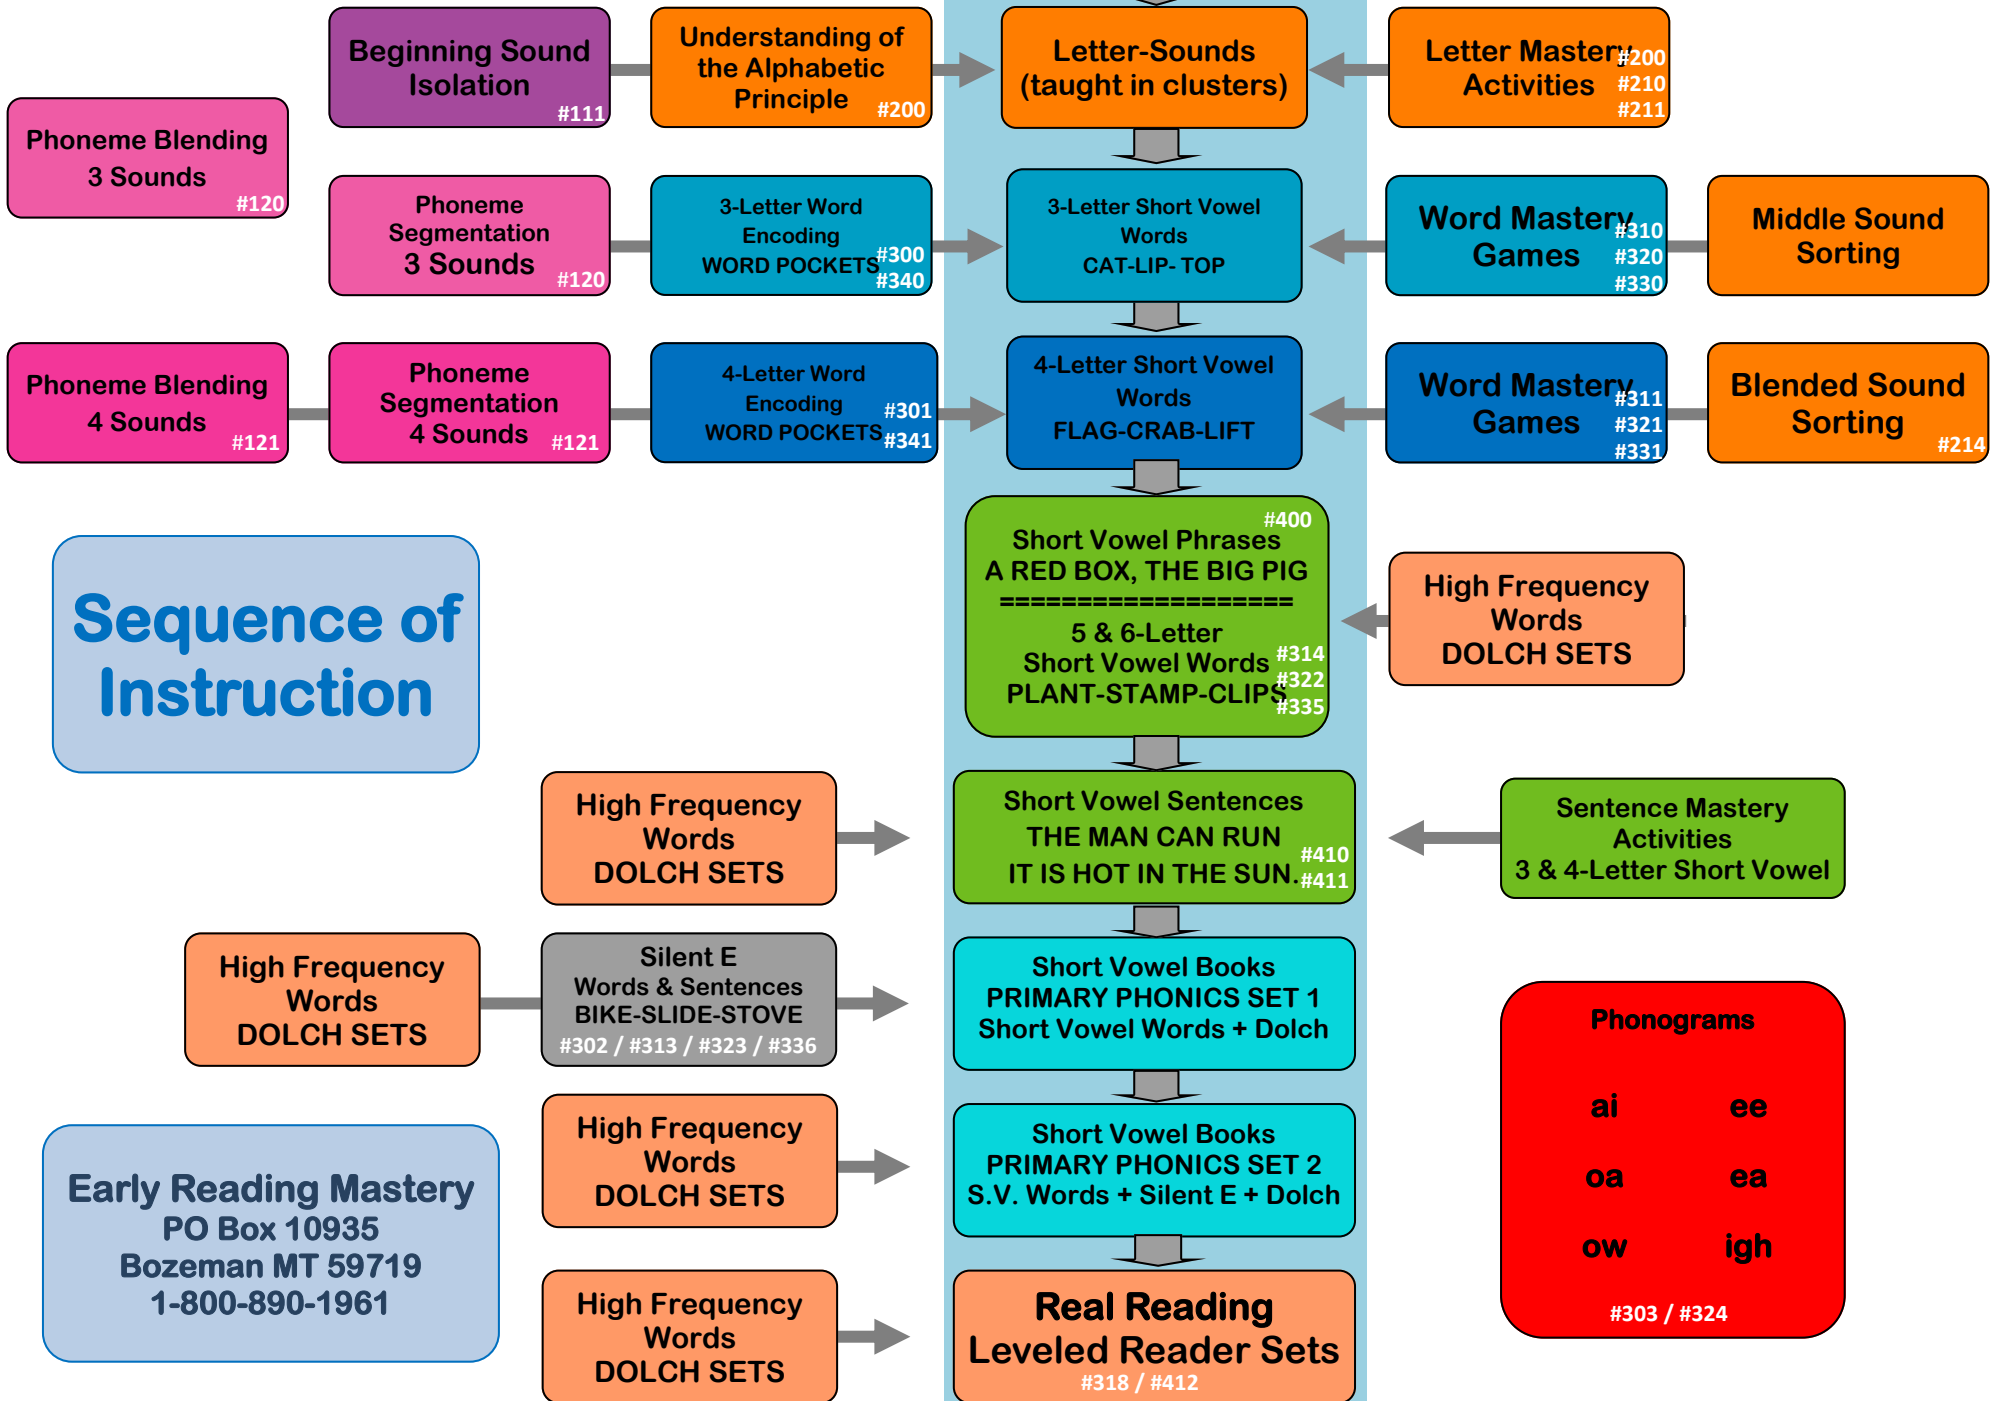 Beginning Sound
Isolation
#111
Understanding of
the Alphabetic
Principle
#200
Letter-Sounds
(taught in clusters)
Letter Mastery
Activities
#200
#210
#211
Phoneme Blending
3 Sounds
#120
Phoneme
Segmentation
3 Sounds
#120
3-Letter Word
Encoding
WORD POCKETS
#300
#340
3-Letter Short Vowel
Words
CAT-LIP- TOP
Word Mastery
Games
#310
#320
#330
Middle Sound
Sorting
Phoneme Blending
4 Sounds
#121
Phoneme
Segmentation
4 Sounds
#121
4-Letter Word
Encoding
WORD POCKETS
#301
#341
4-Letter Short Vowel
Words
FLAG-CRAB-LIFT
Word Mastery
Games
#311
#321
#331
Blended Sound
Sorting
#214
Sequence of
Instruction
#400
Short Vowel Phrases
A RED BOX, THE BIG PIG
===================
5 & 6-Letter
Short Vowel Words
PLANT-STAMP-CLIPS
#314
#322
#335
High Frequency
Words
DOLCH SETS
High Frequency
Words
DOLCH SETS
Short Vowel Sentences
THE MAN CAN RUN
IT IS HOT IN THE SUN.
#410
#411
Sentence Mastery
Activities
3 & 4-Letter Short Vowel
High Frequency
Words
DOLCH SETS
Silent E
Words & Sentences
BIKE-SLIDE-STOVE
#302 / #313 / #323 / #336
Short Vowel Books
PRIMARY PHONICS SET 1
Short Vowel Words + Dolch
Phonograms
ai ee
oa ea
ow igh
#303 / #324
Early Reading Mastery
PO Box 10935
Bozeman MT 59719
1-800-890-1961
High Frequency
Words
DOLCH SETS
Short Vowel Books
PRIMARY PHONICS SET 2
S.V. Words + Silent E + Dolch
High Frequency
Words
DOLCH SETS
Real Reading
Leveled Reader Sets
#318 / #412